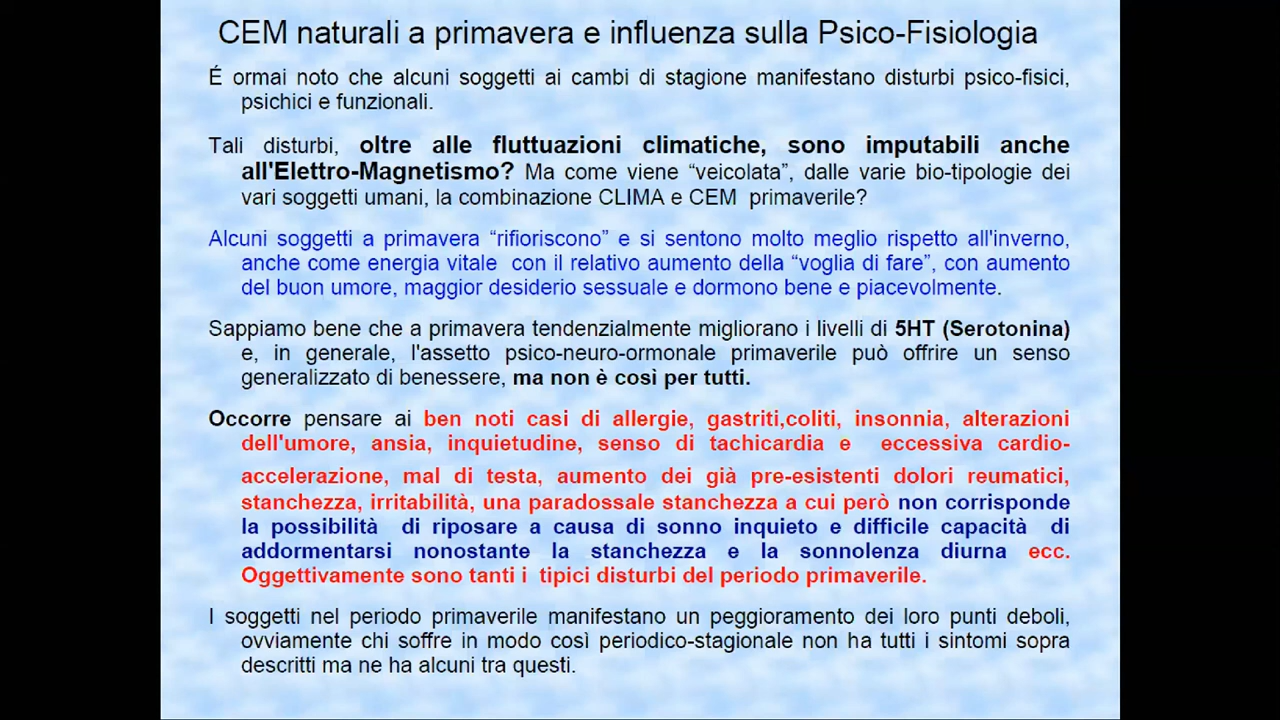 CEM naturali a primavera e influenza sulla Psico-Fisiologia
É ormai noto che alcuni soggetti ai cambi di stagione manifestano disturbi psico-fisici,
psichici e funzionali.
Tali disturbi, oltre alle fluttuazioni climatiche, sono imputabili anche
all'Elettro-Magnetismo? Ma come viene “veicolata”, dalle varie bio-tipologie dei
vari soggetti umani, la combinazione CLIMA e CEM primaverile?
Alcuni soggetti a primavera “rifioriscono” e si sentono molto meglio rispetto all'inverno,
anche come energia vitale con il relativo aumento della “voglia di fare”, con aumento
del buon umore, maggior desiderio sessuale e dormono bene e piacevolmente.
Sappiamo bene che a primavera tendenzialmente migliorano i livelli di 5HT (Serotonina)
e, in generale, l'assetto psico-neuro-ormonale primaverile può offrire un senso
generalizzato di benessere, ma non è così per tutti.
Occorre pensare ai ben noti casi di allergie, gastriti,coliti, insonnia, alterazioni
dell'umore, ansia, inquietudine, senso di tachicardia e eccessiva cardio-
accelerazione, mal di testa, aumento dei già pre-esistenti dolori reumatici,
stanchezza, irritabilità, una paradossale stanchezza a cui però non corrisponde
la possibilità di riposare a causa di sonno inquieto e difficile capacità di
addormentarsi nonostante la stanchezza e la sonnolenza diurna ecc.
Oggettivamente sono tanti i tipici disturbi del periodo primaverile.
I soggetti nel periodo primaverile manifestano un peggioramento dei loro punti deboli,
ovviamente chi soffre in modo così periodico-stagionale non ha tutti i sintomi sopra
descritti ma ne ha alcuni tra questi.